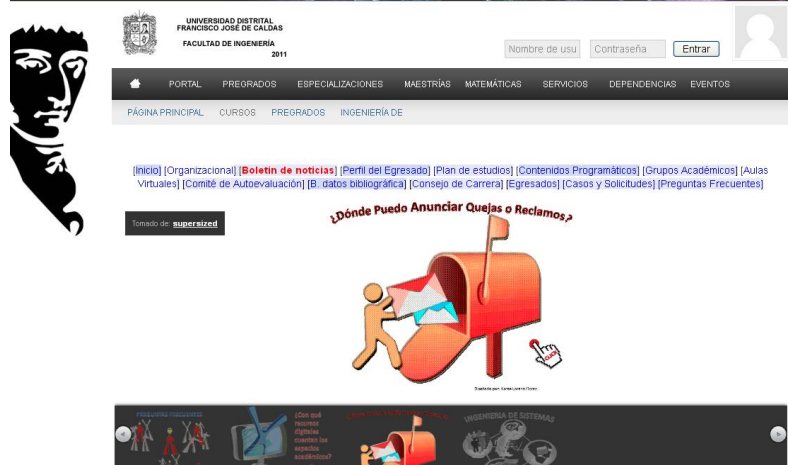 UNIVERSIDAD DISTRITAL
FRANCISCO JOSÉ DE CALDAS
FACULTAD DE INGENIERÍA
2011
Nombre de usu Contraseña Entrar
PORTAL PREGRADOS ESPECIALIZACIONES MAESTRÍAS MATEMÁTICAS SERVICIOS DEPENDENCIAS EVENTOS
PÁGINA PRINCIPAL CURSOS PREGRADOS INGENIERÍA DE
[Inicio] [Organizacional] [Boletin de noticias] [Perfil del Egresado] [Plan de estudios] [Contenidos Programáticos] [Grupos Académicos] [Aulas
Virtuales] [Comité de Autoevaluación] [B. datos bibliográfica] [Consejo de Carrera] [Egresados] [Casos y Solicitudes] [Preguntas Frecuentes]
¿Dónde Puedo Anunciar Quejas o Reclamos?
Tomado de: supersized
CLICK
PREGUNTAS FRECUENTES
¿Con qué
recursos
digitales
cuentan los
espacios
académicos?
INGENIERIA DE SISTEMAS